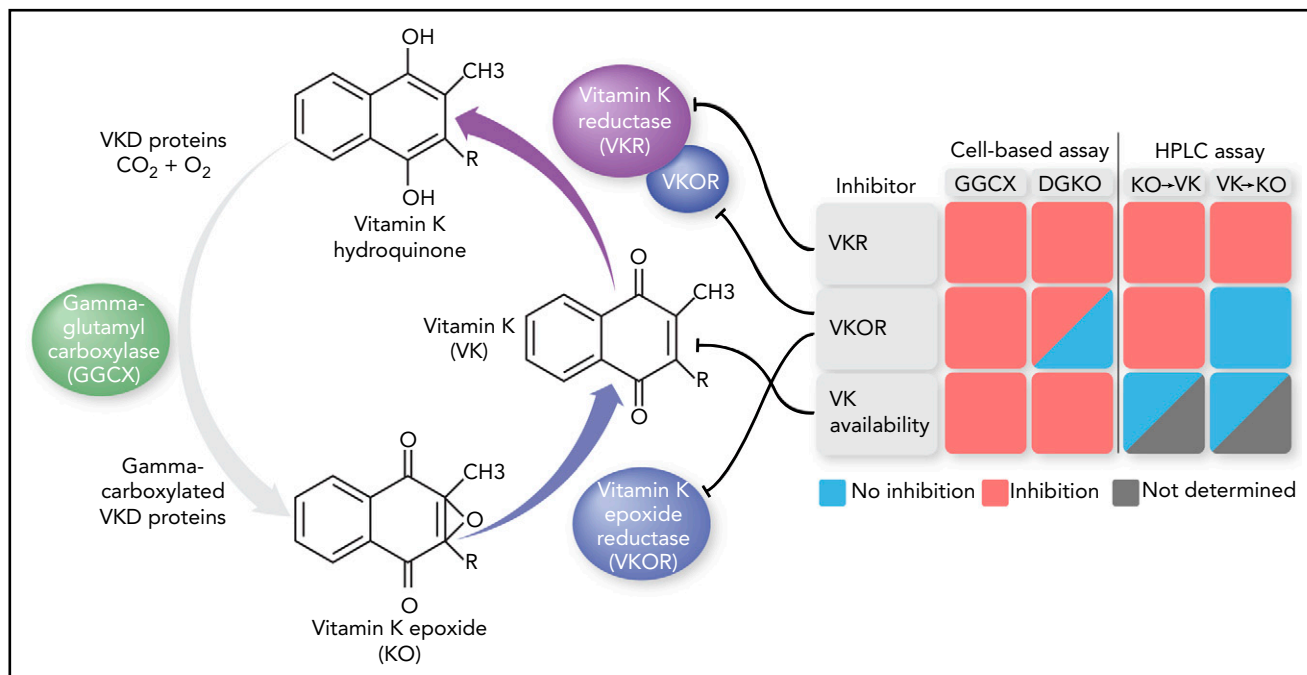 OH
CH3
R
OH
Vitamin K
hydroquinone
VKD proteins
CO₂ + O₂
Gamma-
glutamyl
carboxylase
(GGCX)
Gamma-
carboxylated
VKD proteins
O
CH3
O
R
O
Vitamin K epoxide
(KO)
Vitamin K
(VK)
O
CH3
R
O
Vitamin K
reductase
(VKR)
VKOR
Vitamin K
epoxide
reductase
(VKOR)
Cell-based assay HPLC assay
Inhibitor GGCX DGKO KO→VK VK→KO
VKR
VKOR
VK
availability
No inhibition Inhibition Not determined